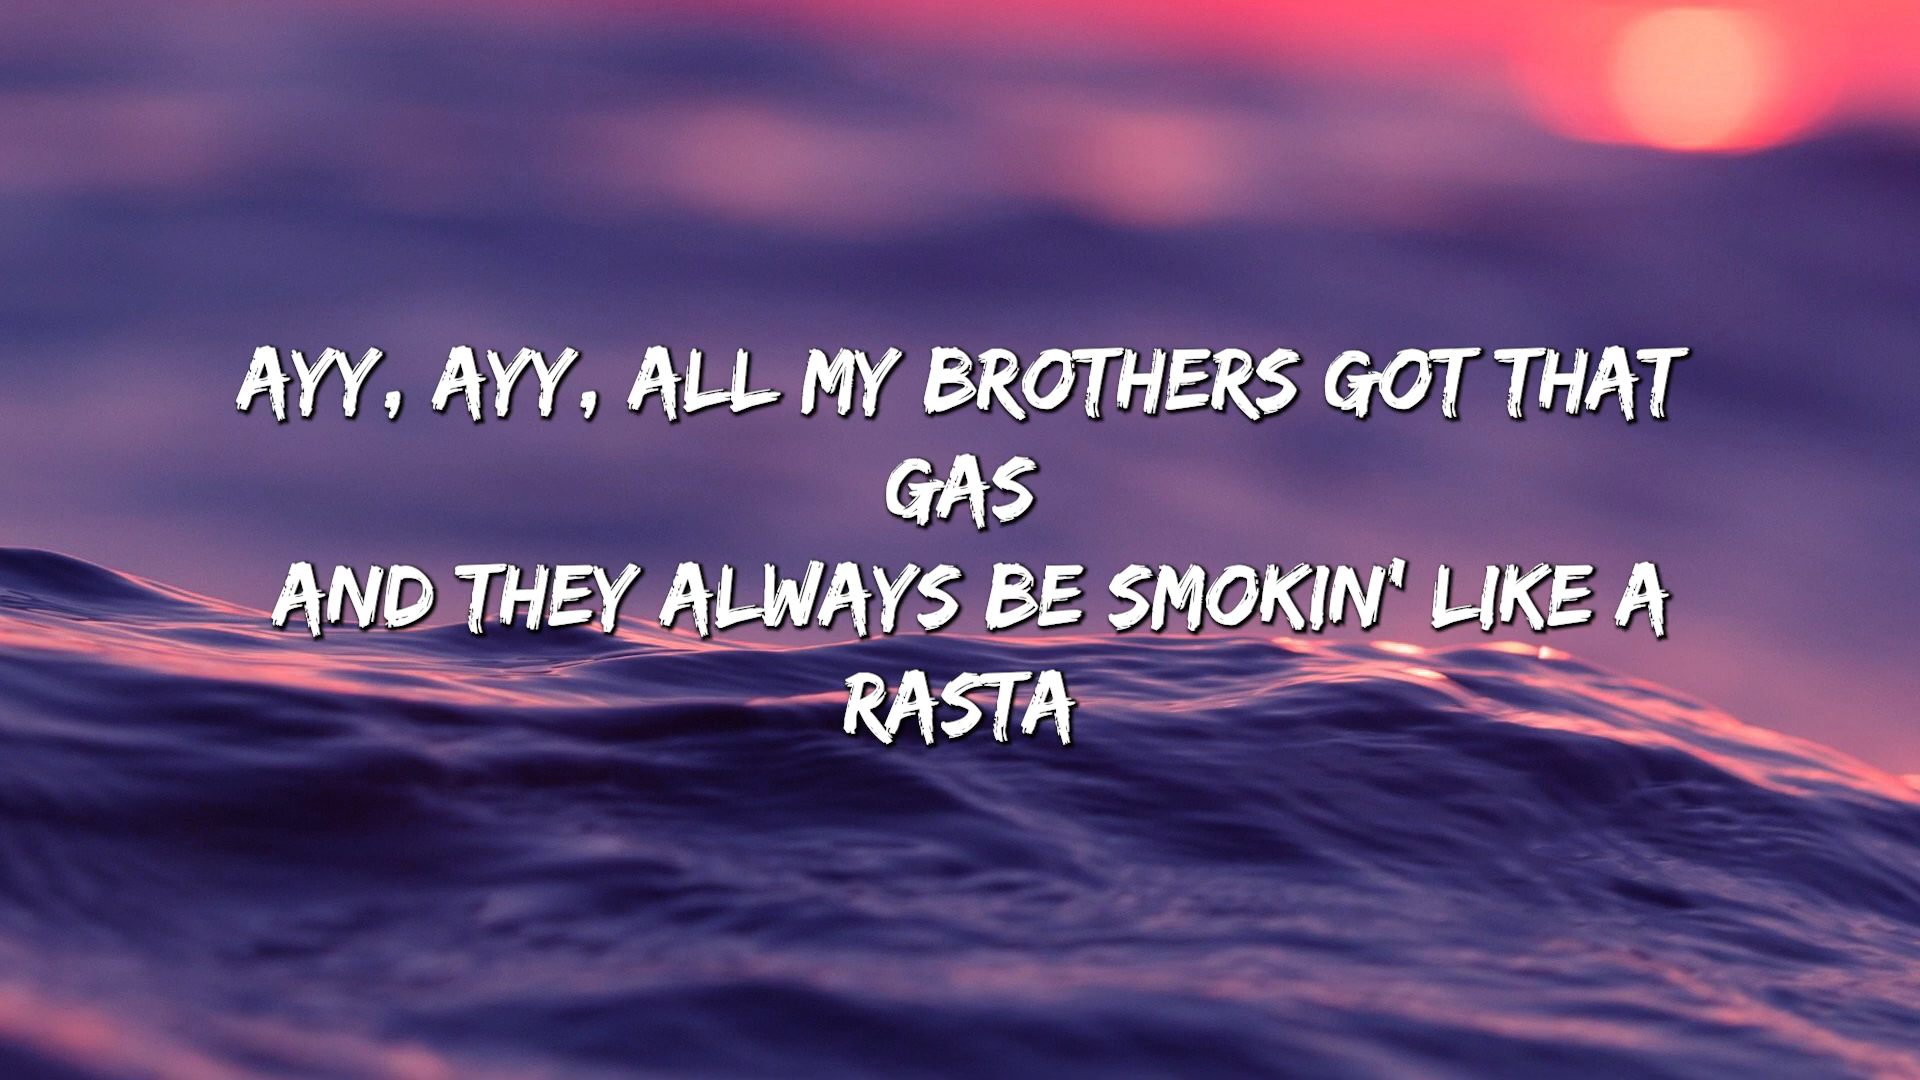 AYY, AYY, ALL MY BROTHERS GOT THAT
GAS
AND THEY ALWAYS BE SMOKIN' LIKE A
RASTA